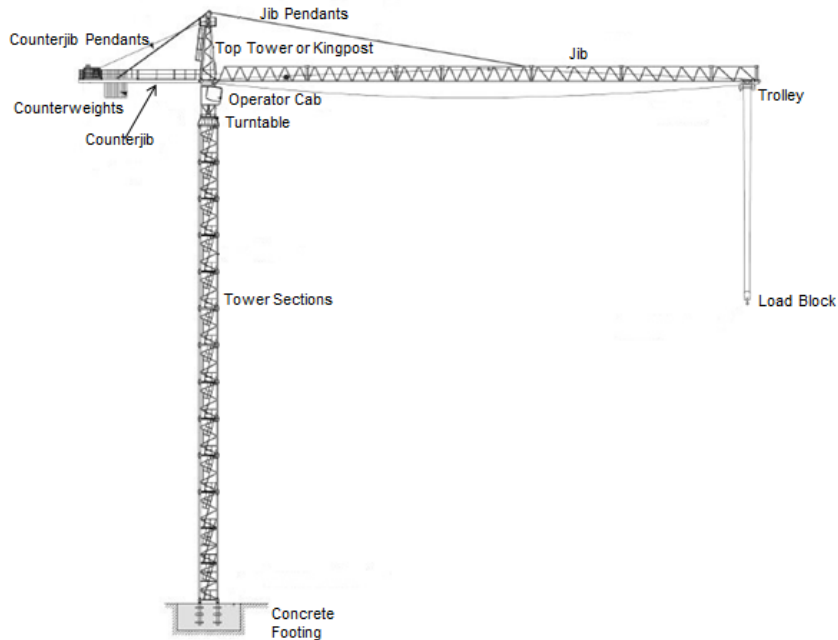 Jib Pendants
Counterjib Pendants
Top Tower or Kingpost
Jib
Counterweights
Operator Cab
Trolley
Turntable
Counterjib
Tower Sections
Load Block
Concrete
Footing